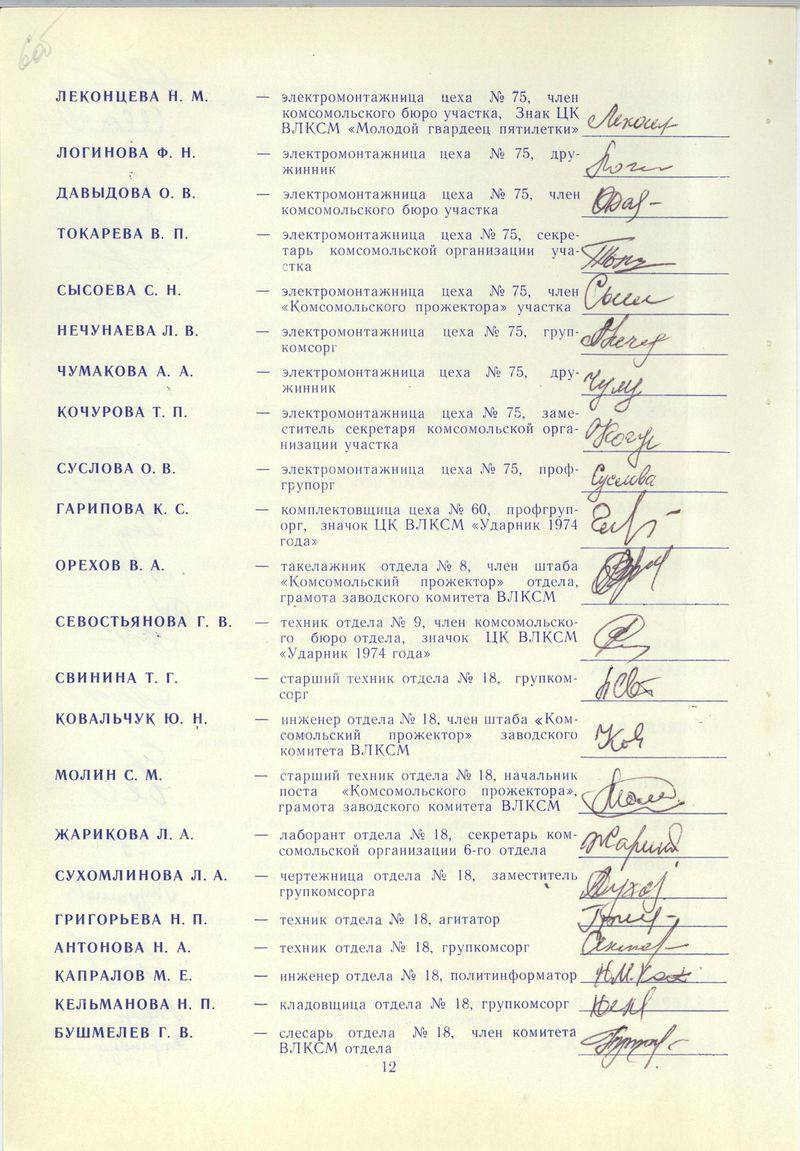 ЛЕКОНЦЕВА Н. М. — электромонтажница цеха № 75, член
комсомольского бюро участка, Знак ЦК
ВЛКСМ «Молодой гвардеец пятилетки»
ЛОГИНОВА Ф. Н. — электромонтажница цеха № 75, дру-
жинник
ДАВЫДОВА О. В. — электромонтажница цеха № 75, член
комсомольского бюро участка
ТОКАРЕВА В. П. — электромонтажница цеха № 75, секре-
тарь комсомольской организации уча-
стка
СЫСОЕВА С. Н. — электромонтажница цеха № 75, член
«Комсомольского прожектора» участка
НЕЧУНАЕВА Л. В. — электромонтажница цеха № 75, груп-
комсорг
ЧУМАКОВА А. А. — электромонтажница цеха № 75, дру-
жинник
КОЧУРОВА Т. П. — электромонтажница цеха № 75, заме-
ститель секретаря комсомольской орга-
низации участка
СУСЛОВА О. В. — электромонтажница цеха № 75, проф-
групорг Суслова
ГАРИПОВА К. С. — комплектовщица цеха № 60, профгруп-
орг, значок ЦК ВЛКСМ «Ударник 1974
года»
ОРЕХОВ В. А. — такелажник отдела № 8, член штаба
«Комсомольский прожектор» отдела,
грамота заводского комитета ВЛКСМ
СЕВОСТЬЯНОВА Г. В. — техник отдела № 9, член комсомольско-
го бюро отдела, значок ЦК ВЛКСМ
«Ударник 1974 года»
СВИНИНА Т. Г. — старший техник отдела № 18, групком-
сорг
КОВАЛЬЧУК Ю. Н. — инженер отдела № 18, член штаба «Ком-
сомольский прожектор» заводского
комитета ВЛКСМ
МОЛИН С. М. — старший техник отдела № 18, начальник
поста «Комсомольского прожектора»,
грамота заводского комитета ВЛКСМ
ЖАРИКОВА Л. А. — лаборант отдела № 18, секретарь ком-
сомольской организации 6-го отдела
СУХОМЛИНОВА Л. А. — чертежница отдела № 18, заместитель
групкомсорга
ГРИГОРЬЕВА Н. П. — техник отдела № 18, агитатор
АНТОНОВА Н. А. — техник отдела № 18, групкомсорг
КАПРАЛОВ М. Е. — инженер отдела № 18, политинформатор
КЕЛЬМАНОВА Н. П. — кладовщица отдела № 18, групкомсорг
БУШМЕЛЕВ Г. В. — слесарь отдела № 18, член комитета
ВЛКСМ отдела
12